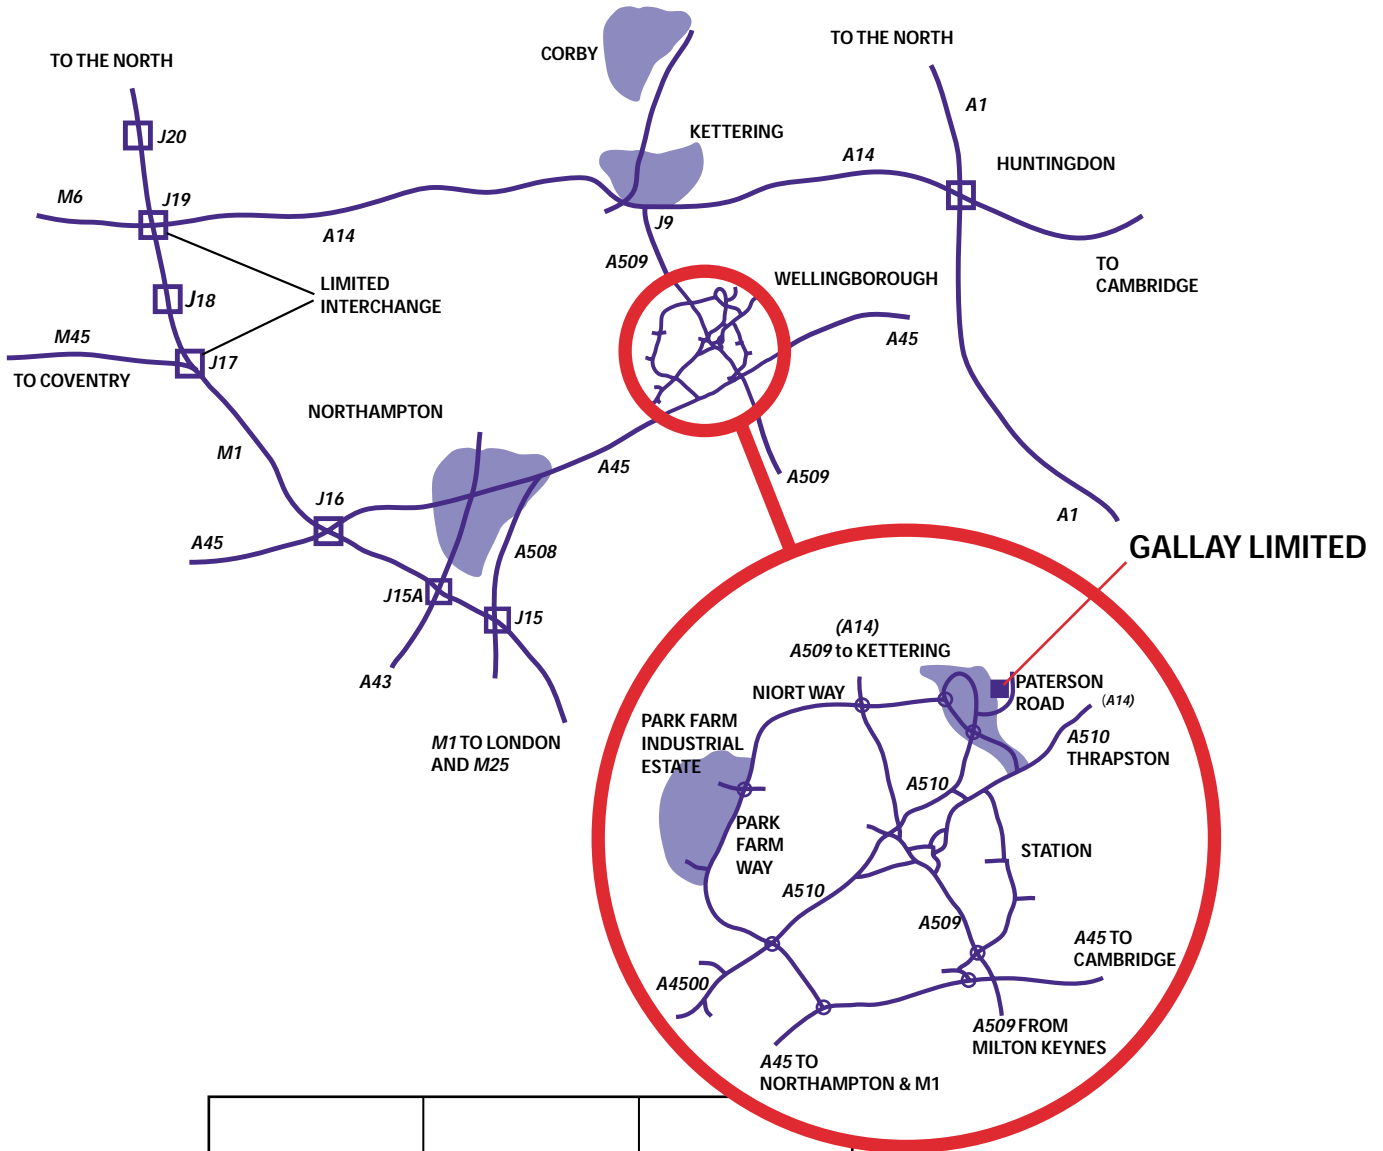 TO THE NORTH
CORBY
TO THE NORTH
A1
J20
KETTERING
A14
HUNTINGDON
M6
J19
A14
J9
A509
TO
CAMBRIDGE
LIMITED
INTERCHANGE
WELLINGBOROUGH
J18
M45
J17
TO COVENTRY
A45
NORTHAMPTON
M1
A45
A509
J16
A1
A45
A508
GALLAY LIMITED
J15A
J15
A43
M1 TO LONDON
AND M25
(A14)
A509 to KETTERING
NIORT WAY
PATERSON
ROAD
(A14)
PARK FARM
INDUSTRIAL
ESTATE
A510
THRAPSTON
A510
PARK
FARM
WAY
STATION
A510
A509
A45 TO
CAMBRIDGE
A4500
A509 FROM
MILTON KEYNES
A45 TO
NORTHAMPTON & M1